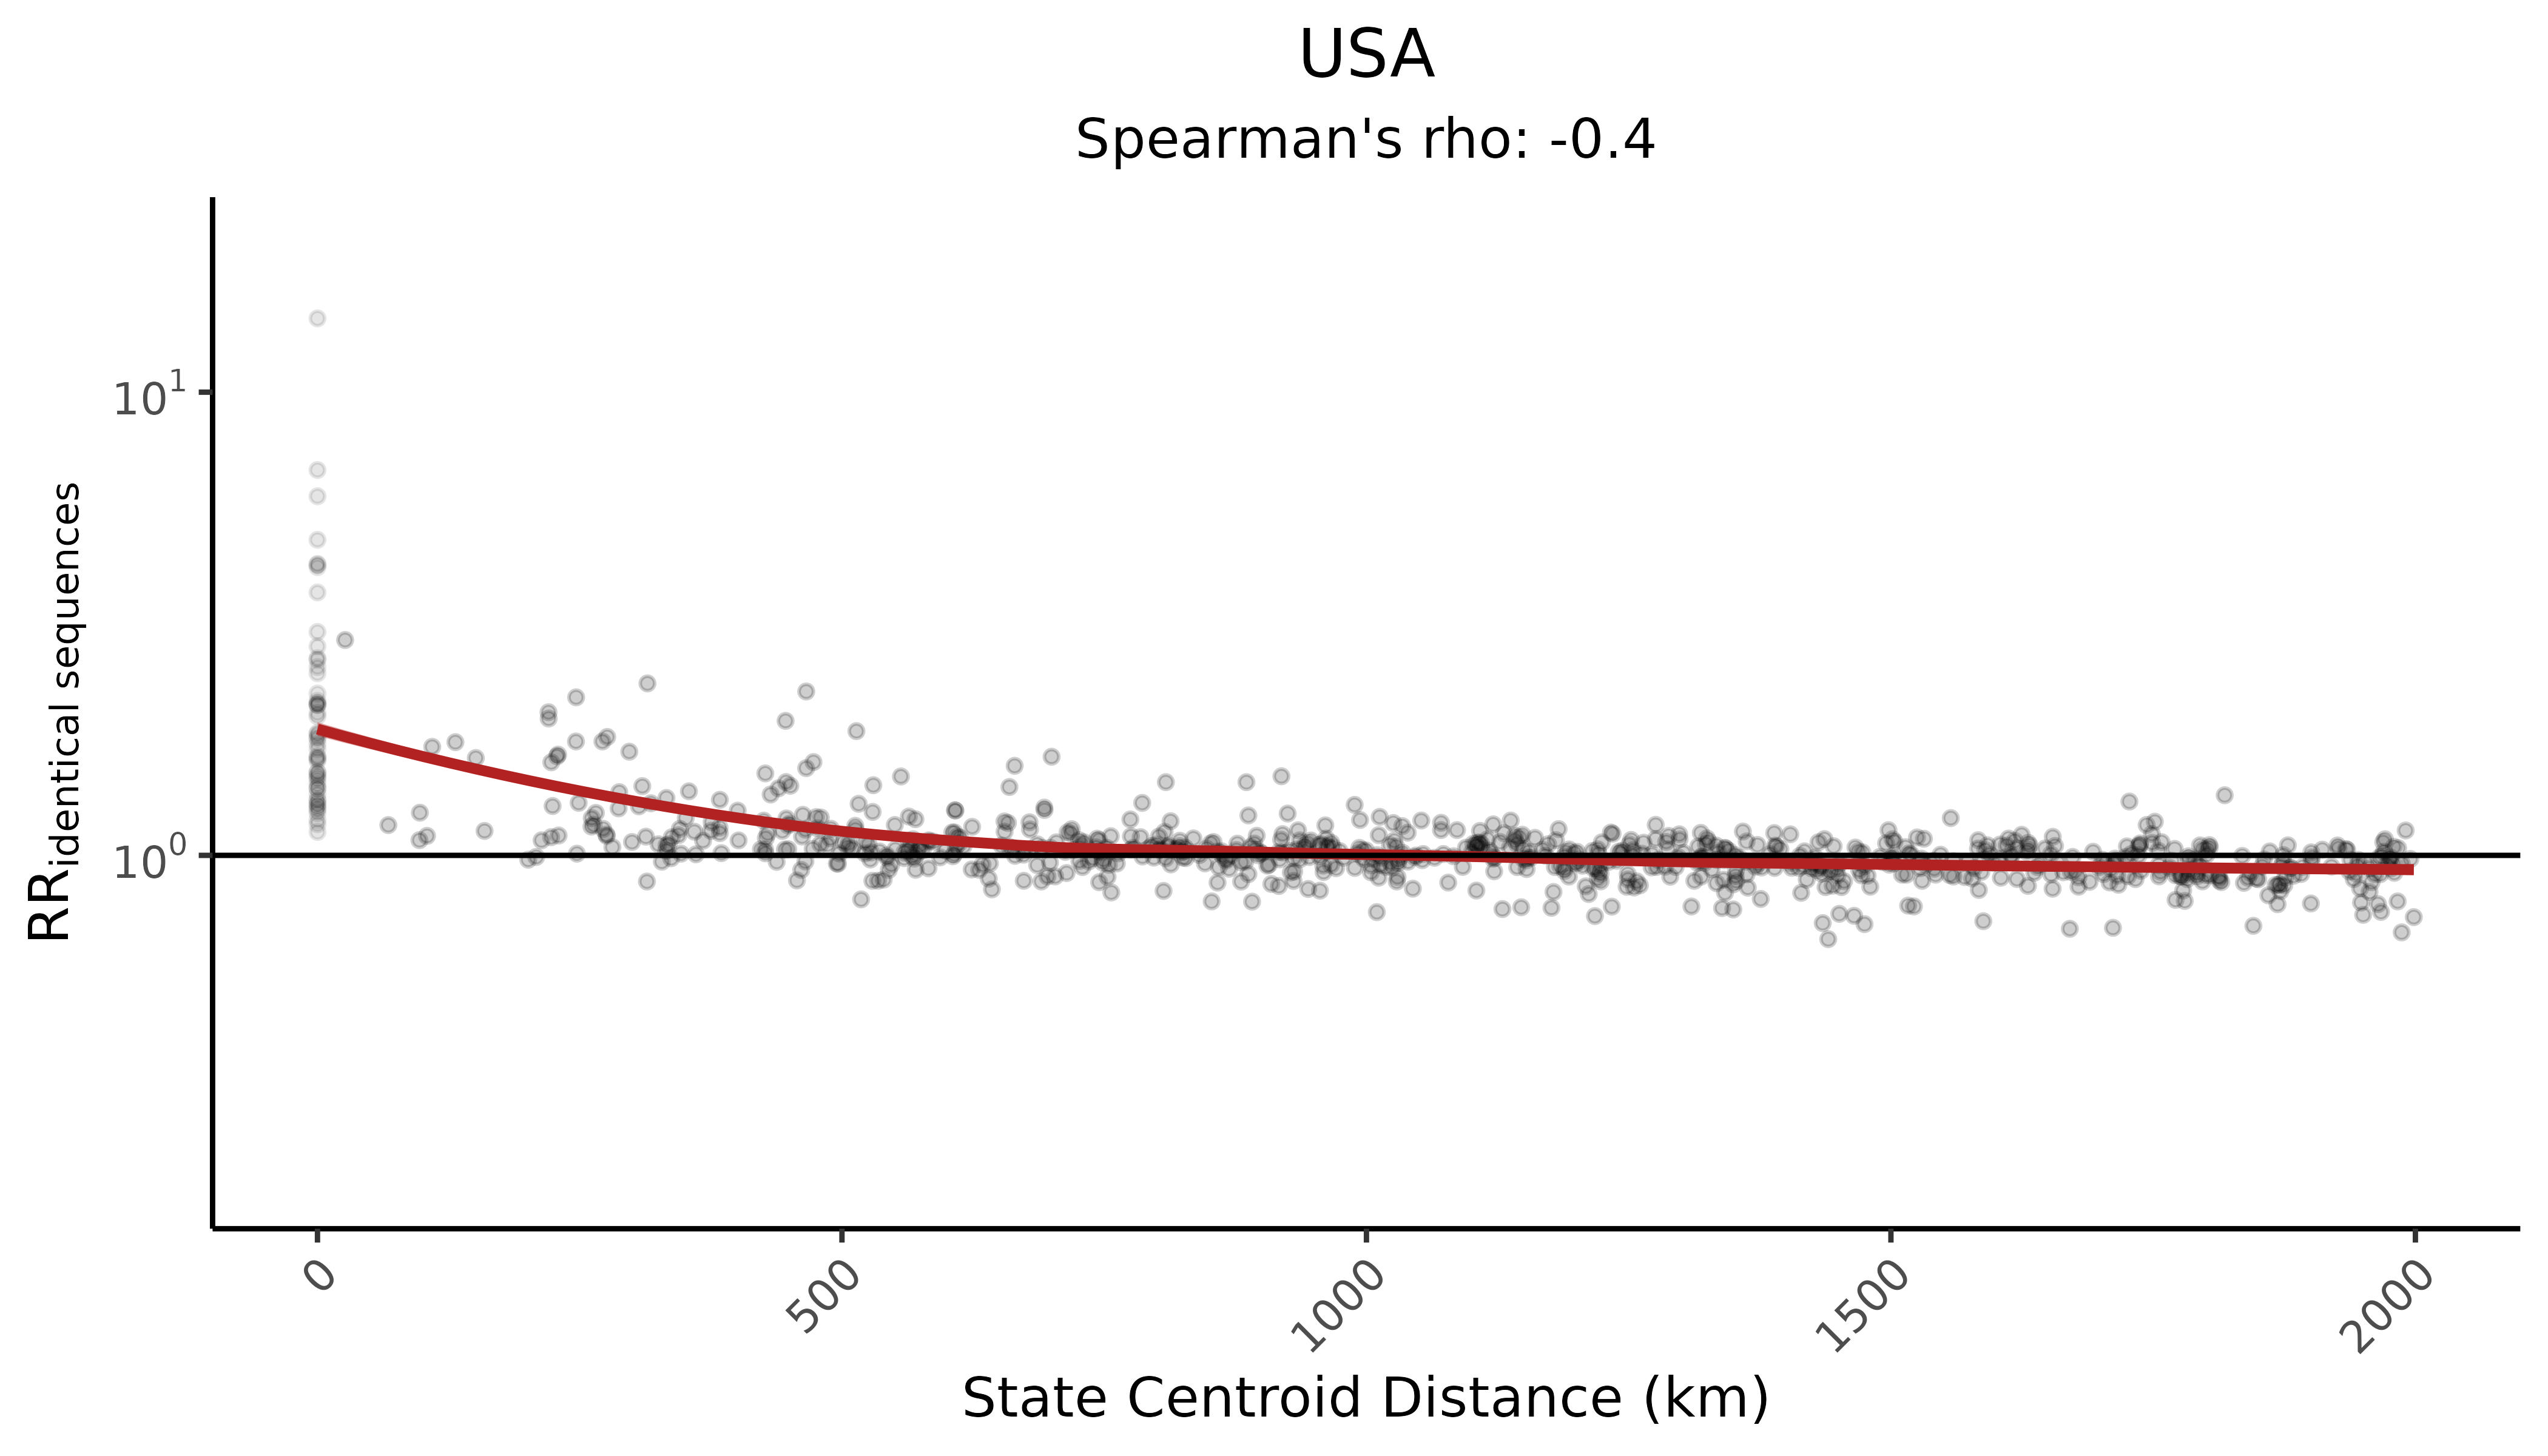 USA
Spearman's rho: -0.4
RRidentical sequences
10^1
10^0
0
500
1000
1500
2000
State Centroid Distance (km)